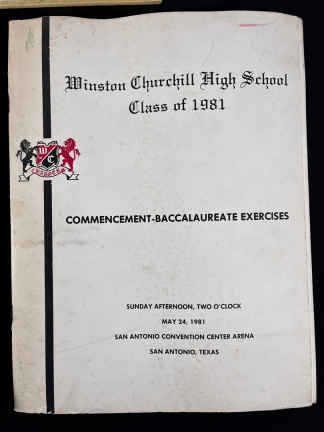 Winston Churchill High School
Class of 1981
W C
CHARGERS
COMMENCEMENT-BACCALAUREATE EXERCISES
SUNDAY AFTERNOON, TWO O'CLOCK
MAY 24, 1981
SAN ANTONIO CONVENTION CENTER ARENA
SAN ANTONIO, TEXAS